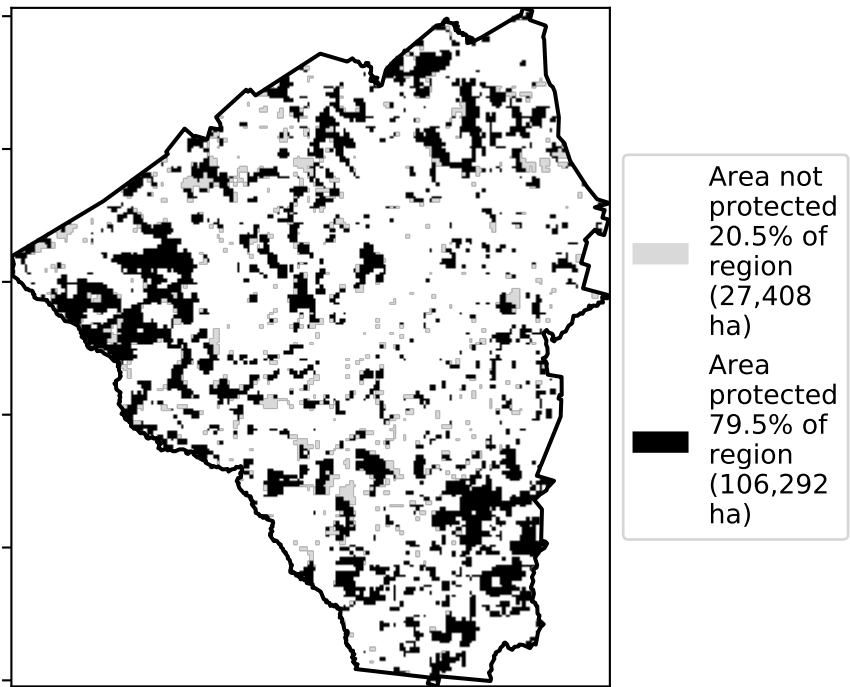 Area not
protected
20.5% of
region
(27,408
ha)
Area
protected
79.5% of
region
(106,292
ha)